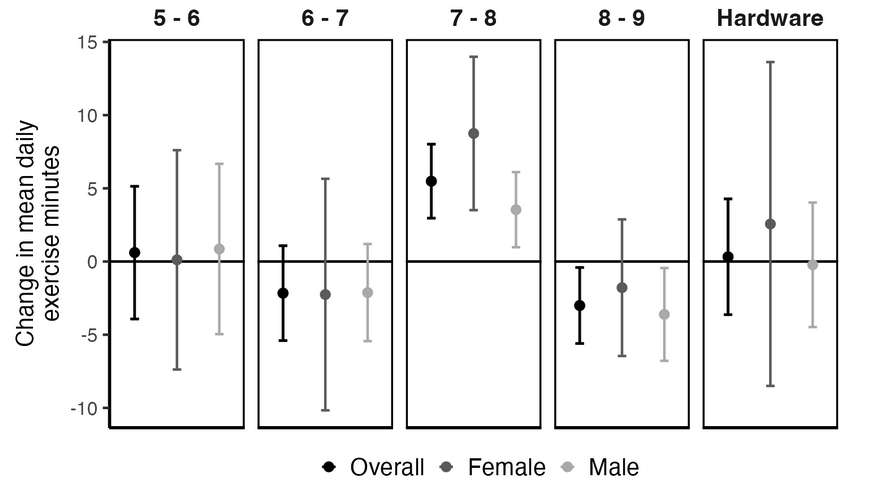 5 - 6 6 - 7 7 - 8 8 - 9 Hardware
Change in mean daily
exercise minutes
15
10
5
0
-5
-10
Overall Female Male